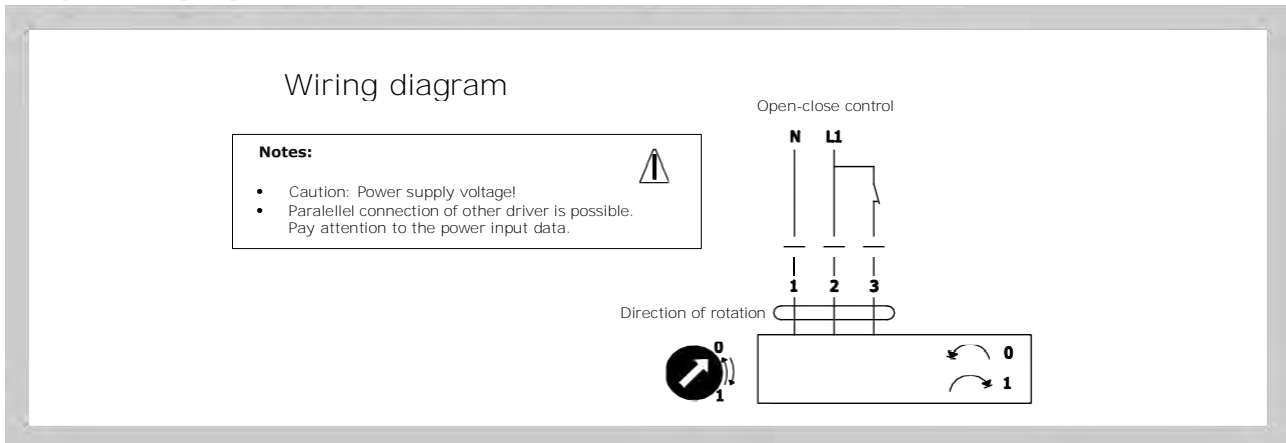 Wiring diagram
Notes:
• Caution: Power supply voltage!
• Paralellel connection of other driver is possible.
Pay attention to the power input data.
Open-close control
N L1
1 2 3
Direction of rotation
0
1
0
1